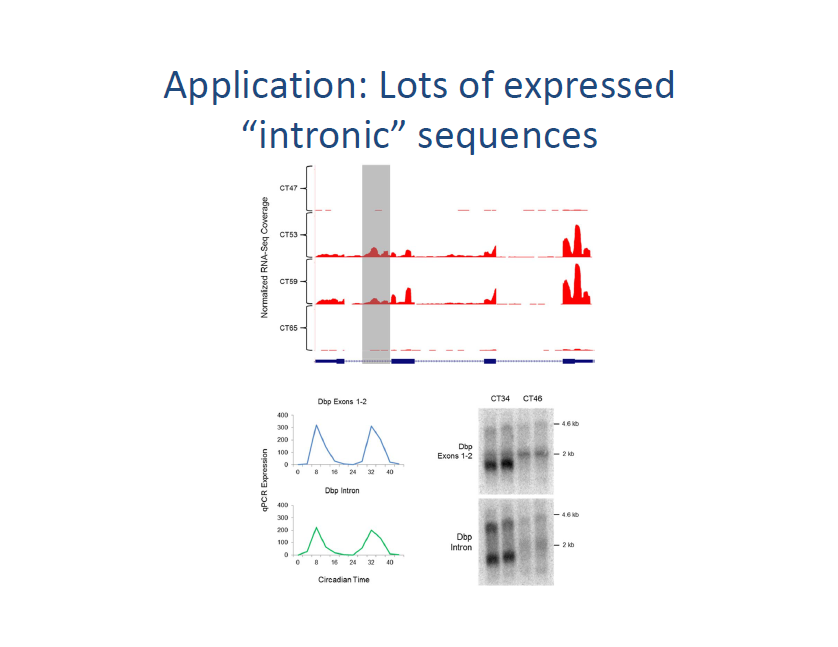 Application: Lots of expressed
“intronic” sequences
Normalized RNA-Seq Coverage
CT47
CT53
CT59
CT65
Dbp Exons 1-2
400
300
200
100
0
0 8 16 24 32 40
qPCR Expression
Dbp Intron
400
300
200
100
0
0 8 16 24 32 40
Circadian Time
CT34 CT46
Dbp
Exons 1-2
4.6 kb
2 kb
Dbp
Intron
4.6 kb
2 kb